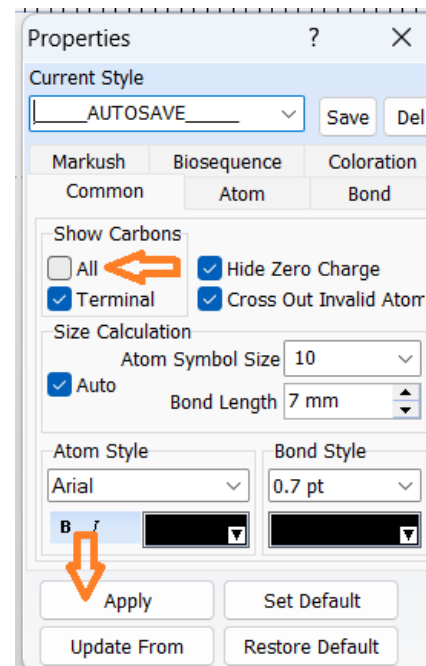 Properties ? X
Current Style
_____AUTOSAVE_____ Save Del
Markush Biosequence Coloration
Common Atom Bond
Show Carbons
All Hide Zero Charge
Terminal Cross Out Invalid Atom
Size Calculation
Atom Symbol Size 10
Auto
Bond Length 7 mm
Atom Style Bond Style
Arial 0.7 pt
B I
Apply Set Default
Update From Restore Default